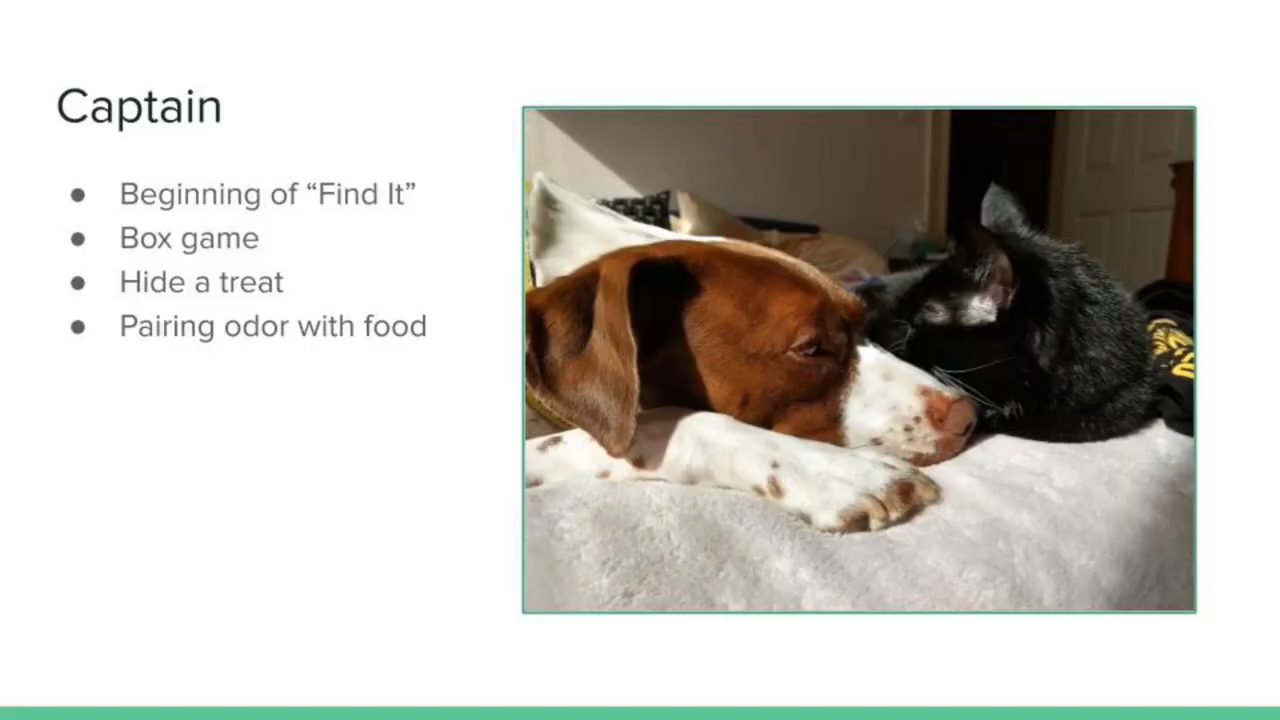 Captain
● Beginning of “Find It”
● Box game
● Hide a treat
● Pairing odor with food